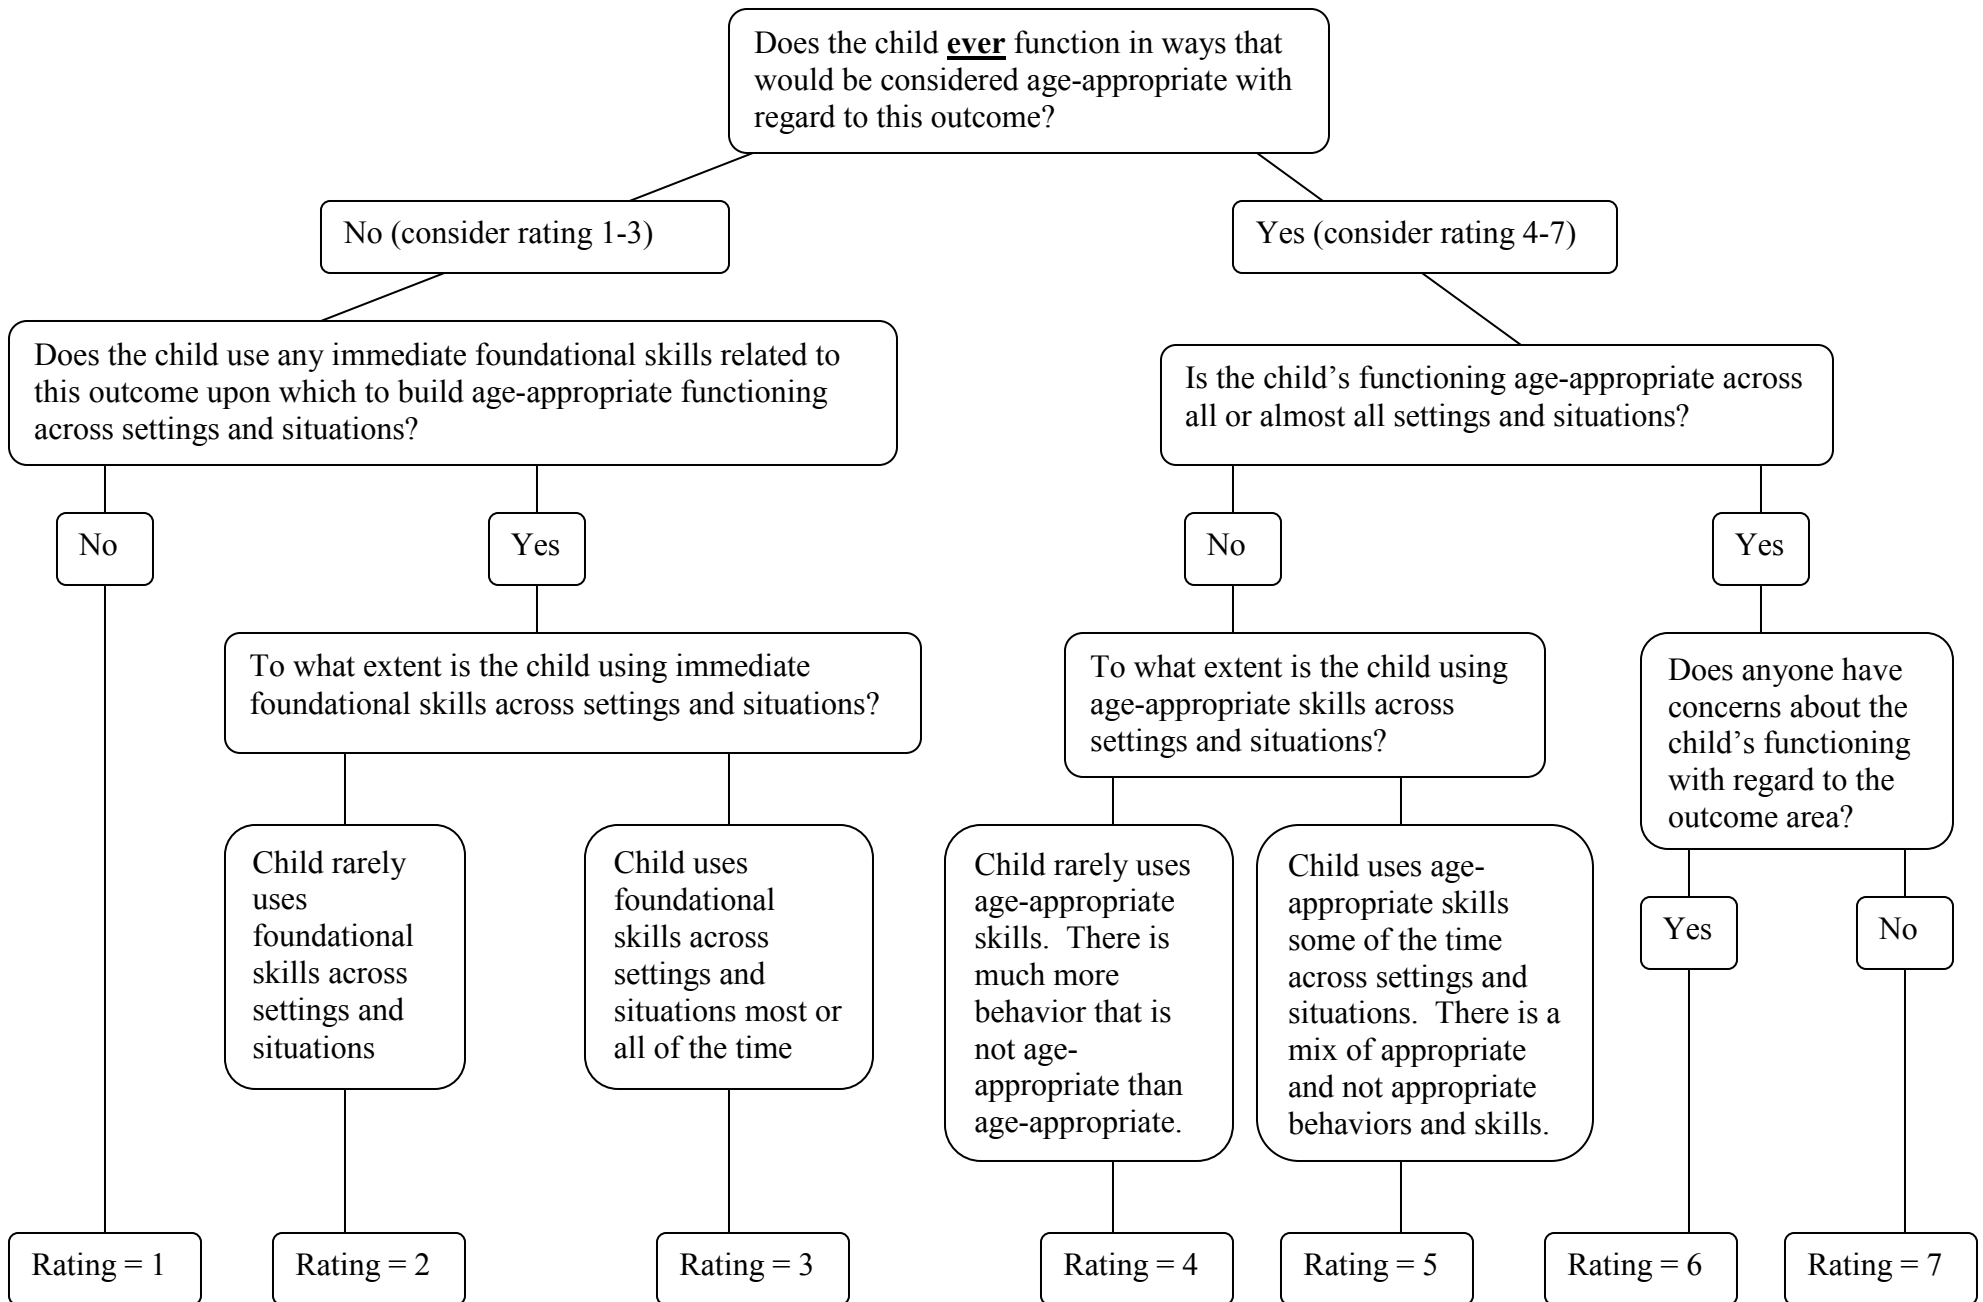 Does the child ever function in ways that
would be considered age-appropriate with
regard to this outcome?
No (consider rating 1-3)
Yes (consider rating 4-7)
Does the child use any immediate foundational skills related to
this outcome upon which to build age-appropriate functioning
across settings and situations?
Is the child’s functioning age-appropriate across
all or almost all settings and situations?
No
Yes
No
Yes
To what extent is the child using immediate
foundational skills across settings and situations?
To what extent is the child using
age-appropriate skills across
settings and situations?
Does anyone have
concerns about the
child’s functioning
with regard to the
outcome area?
Child rarely
uses
foundational
skills across
settings and
situations
Child uses
foundational
skills across
settings and
situations most or
all of the time
Child rarely uses
age-appropriate
skills.  There is
much more
behavior that is
not age-
appropriate than
age-appropriate.
Child uses age-
appropriate skills
some of the time
across settings and
situations.  There is a
mix of appropriate
and not appropriate
behaviors and skills.
Yes
No
Rating = 1
Rating = 2
Rating = 3
Rating = 4
Rating = 5
Rating = 6
Rating = 7